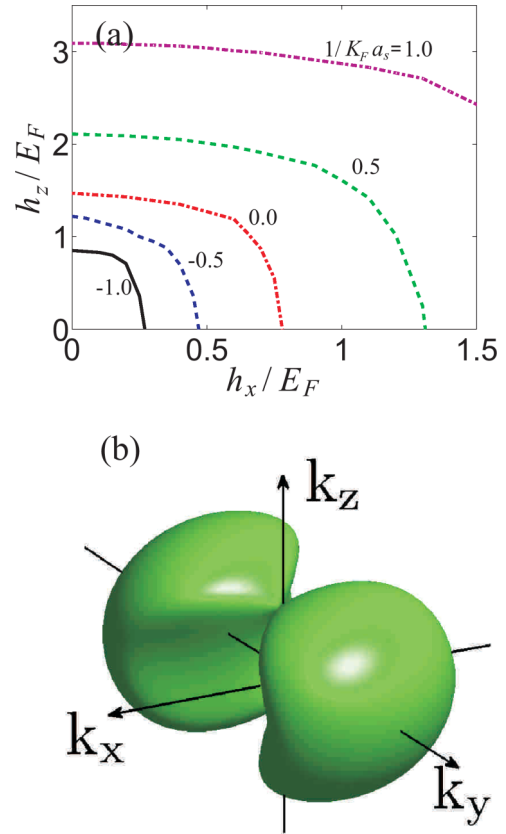 (a)
1/K_F a_s=1.0
0.5
0.0
-0.5
-1.0
3
2
1
0
h_z/E_F
0 0.5 1 1.5
h_x/E_F
(b)
k_z
k_x
k_y